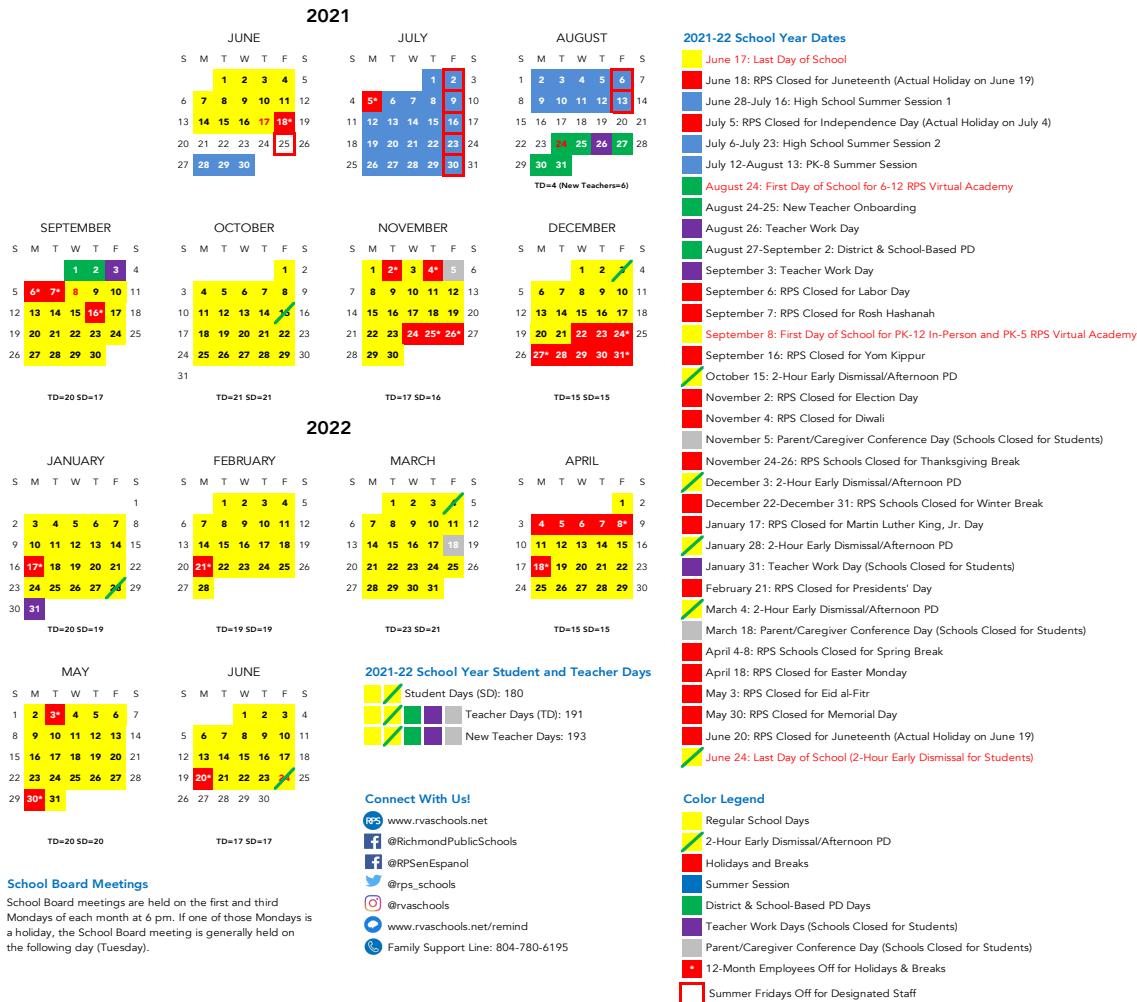 2021
JUNE
S M T W T F S
1 2 3 4 5
6 7 8 9 10 11 12
13 14 15 16 17 18* 19
20 21 22 23 24 25 26
27 28 29 30
JULY
S M T W T F S
1 2 3
4 5* 6 7 8 9 10
11 12 13 14 15 16 17
18 19 20 21 22 23 24
25 26 27 28 29 30 31
AUGUST
S M T W T F S
1 2 3 4 5 6 7
8 9 10 11 12 13 14
15 16 17 18 19 20 21
22 23 24 25 26 27 28
29 30 31
TD=4 (New Teachers=6)
SEPTEMBER
S M T W T F S
1 2 3 4
5 6* 7* 8 9 10 11
12 13 14 15 16* 17 18
19 20 21 22 23 24 25
26 27 28 29 30
TD=20 SD=17
OCTOBER
S M T W T F S
1 2
3 4 5 6 7 8 9
10 11 12 13 14 15 16
17 18 19 20 21 22 23
24 25 26 27 28 29 30
31
TD=21 SD=21
NOVEMBER
S M T W T F S
1 2* 3 4* 5 6
7 8 9 10 11 12 13
14 15 16 17 18 19 20
21 22 23 24 25* 26* 27
28 29 30
TD=17 SD=16
DECEMBER
S M T W T F S
1 2 3 4
5 6 7 8 9 10 11
12 13 14 15 16 17 18
19 20 21 22 23 24* 25
26 27* 28 29 30 31*
TD=15 SD=15
2022
JANUARY
S M T W T F S
1
2 3 4 5 6 7 8
9 10 11 12 13 14 15
16 17* 18 19 20 21 22
23 24 25 26 27 28 29
30 31
TD=20 SD=19
FEBRUARY
S M T W T F S
1 2 3 4 5
6 7 8 9 10 11 12
13 14 15 16 17 18 19
20 21* 22 23 24 25 26
27 28
TD=19 SD=19
MARCH
S M T W T F S
1 2 3 4 5
6 7 8 9 10 11 12
13 14 15 16 17 18 19
20 21 22 23 24 25 26
27 28 29 30 31
TD=23 SD=21
APRIL
S M T W T F S
1 2
3 4 5 6 7 8* 9
10 11 12 13 14 15 16
17 18* 19 20 21 22 23
24 25 26 27 28 29 30
TD=15 SD=15
MAY
S M T W T F S
1 2 3* 4 5 6 7
8 9 10 11 12 13 14
15 16 17 18 19 20 21
22 23 24 25 26 27 28
29 30* 31
TD=20 SD=20
JUNE
S M T W T F S
1 2 3 4
5 6 7 8 9 10 11
12 13 14 15 16 17 18
19 20* 21 22 23 24 25
26 27 28 29 30
TD=17 SD=17
School Board Meetings
School Board meetings are held on the first and third
Mondays of each month at 6 pm. If one of those Mondays is
a holiday, the School Board meeting is generally held on
the following day (Tuesday).
2021-22 School Year Student and Teacher Days
Student Days (SD): 180
Teacher Days (TD): 191
New Teacher Days: 193
Connect With Us!
RPS www.rvaschools.net
@RichmondPublicSchools
@RPSenEspanol
@rps_schools
@rvaschools
www.rvaschools.net/remind
Family Support Line: 804-780-6195
2021-22 School Year Dates
June 17: Last Day of School
June 18: RPS Closed for Juneteenth (Actual Holiday on June 19)
June 28-July 16: High School Summer Session 1
July 5: RPS Closed for Independence Day (Actual Holiday on July 4)
July 6-July 23: High School Summer Session 2
July 12-August 13: PK-8 Summer Session
August 24: First Day of School for 6-12 RPS Virtual Academy
August 24-25: New Teacher Onboarding
August 26: Teacher Work Day
August 27-September 2: District & School-Based PD
September 3: Teacher Work Day
September 6: RPS Closed for Labor Day
September 7: RPS Closed for Rosh Hashanah
September 8: First Day of School for PK-12 In-Person and PK-5 RPS Virtual Academy
September 16: RPS Closed for Yom Kippur
October 15: 2-Hour Early Dismissal/Afternoon PD
November 2: RPS Closed for Election Day
November 4: RPS Closed for Diwali
November 5: Parent/Caregiver Conference Day (Schools Closed for Students)
November 24-26: RPS Schools Closed for Thanksgiving Break
December 3: 2-Hour Early Dismissal/Afternoon PD
December 22-December 31: RPS Schools Closed for Winter Break
January 17: RPS Closed for Martin Luther King, Jr. Day
January 28: 2-Hour Early Dismissal/Afternoon PD
January 31: Teacher Work Day (Schools Closed for Students)
February 21: RPS Closed for Presidents' Day
March 4: 2-Hour Early Dismissal/Afternoon PD
March 18: Parent/Caregiver Conference Day (Schools Closed for Students)
April 4-8: RPS Schools Closed for Spring Break
April 18: RPS Closed for Easter Monday
May 3: RPS Closed for Eid al-Fitr
May 30: RPS Closed for Memorial Day
June 20: RPS Closed for Juneteenth (Actual Holiday on June 19)
June 24: Last Day of School (2-Hour Early Dismissal for Students)
Color Legend
Regular School Days
2-Hour Early Dismissal/Afternoon PD
Holidays and Breaks
Summer Session
District & School-Based PD Days
Teacher Work Days (Schools Closed for Students)
Parent/Caregiver Conference Day (Schools Closed for Students)
* 12-Month Employees Off for Holidays & Breaks
Summer Fridays Off for Designated Staff